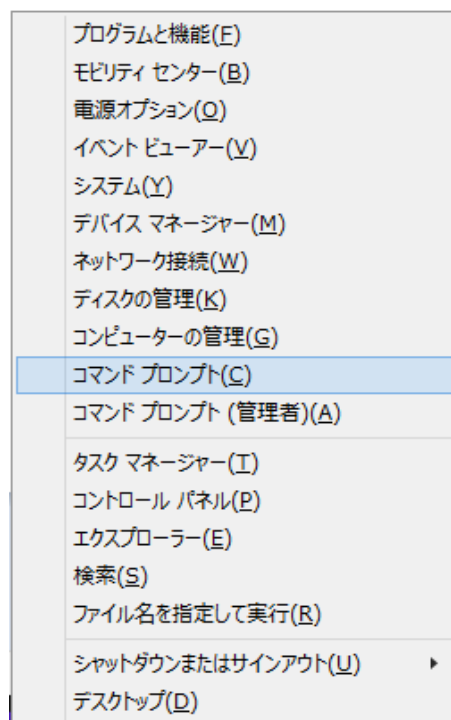 プログラムと機能(F)
モビリティ センター(B)
電源オプション(O)
イベント ビューアー(V)
システム(Y)
デバイス マネージャー(M)
ネットワーク接続(W)
ディスクの管理(K)
コンピューターの管理(G)
コマンド プロンプト(C)
コマンド プロンプト (管理者)(A)
タスク マネージャー(T)
コントロール パネル(P)
エクスプローラー(E)
検索(S)
ファイル名を指定して実行(R)
シャットダウンまたはサインアウト(U)
デスクトップ(D)